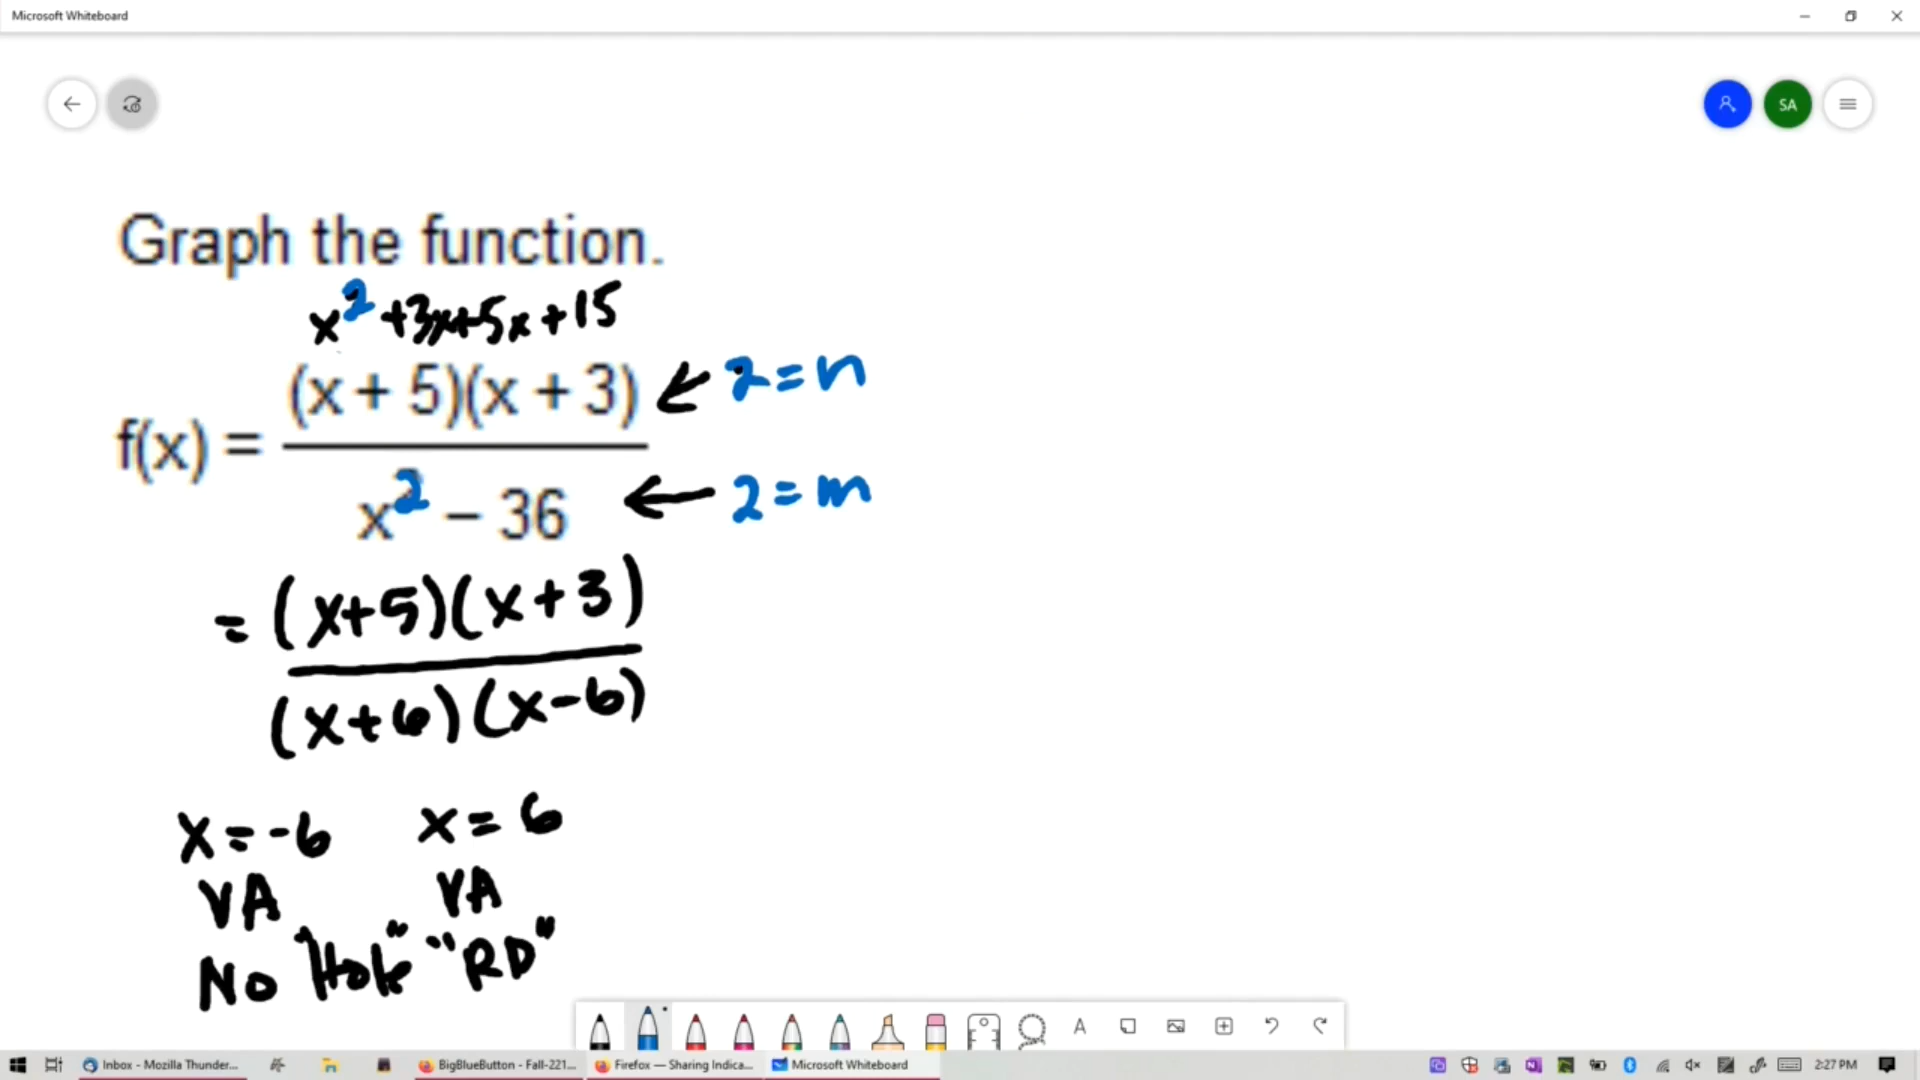 Microsoft Whiteboard
SA
Graph the function.
x² +3x+5x+15
(x + 5)(x + 3) ← 2=n
f(x) =
x² – 36 ← 2=m
= (x+5)(x+3)
(x+6)(x-6)
x=-6 x=6
VA VA
No "Hole" "RD"
A
Inbox - Mozilla Thunder... BigBlueButton - Fall-221... Firefox — Sharing Indica... Microsoft Whiteboard 2:27 PM